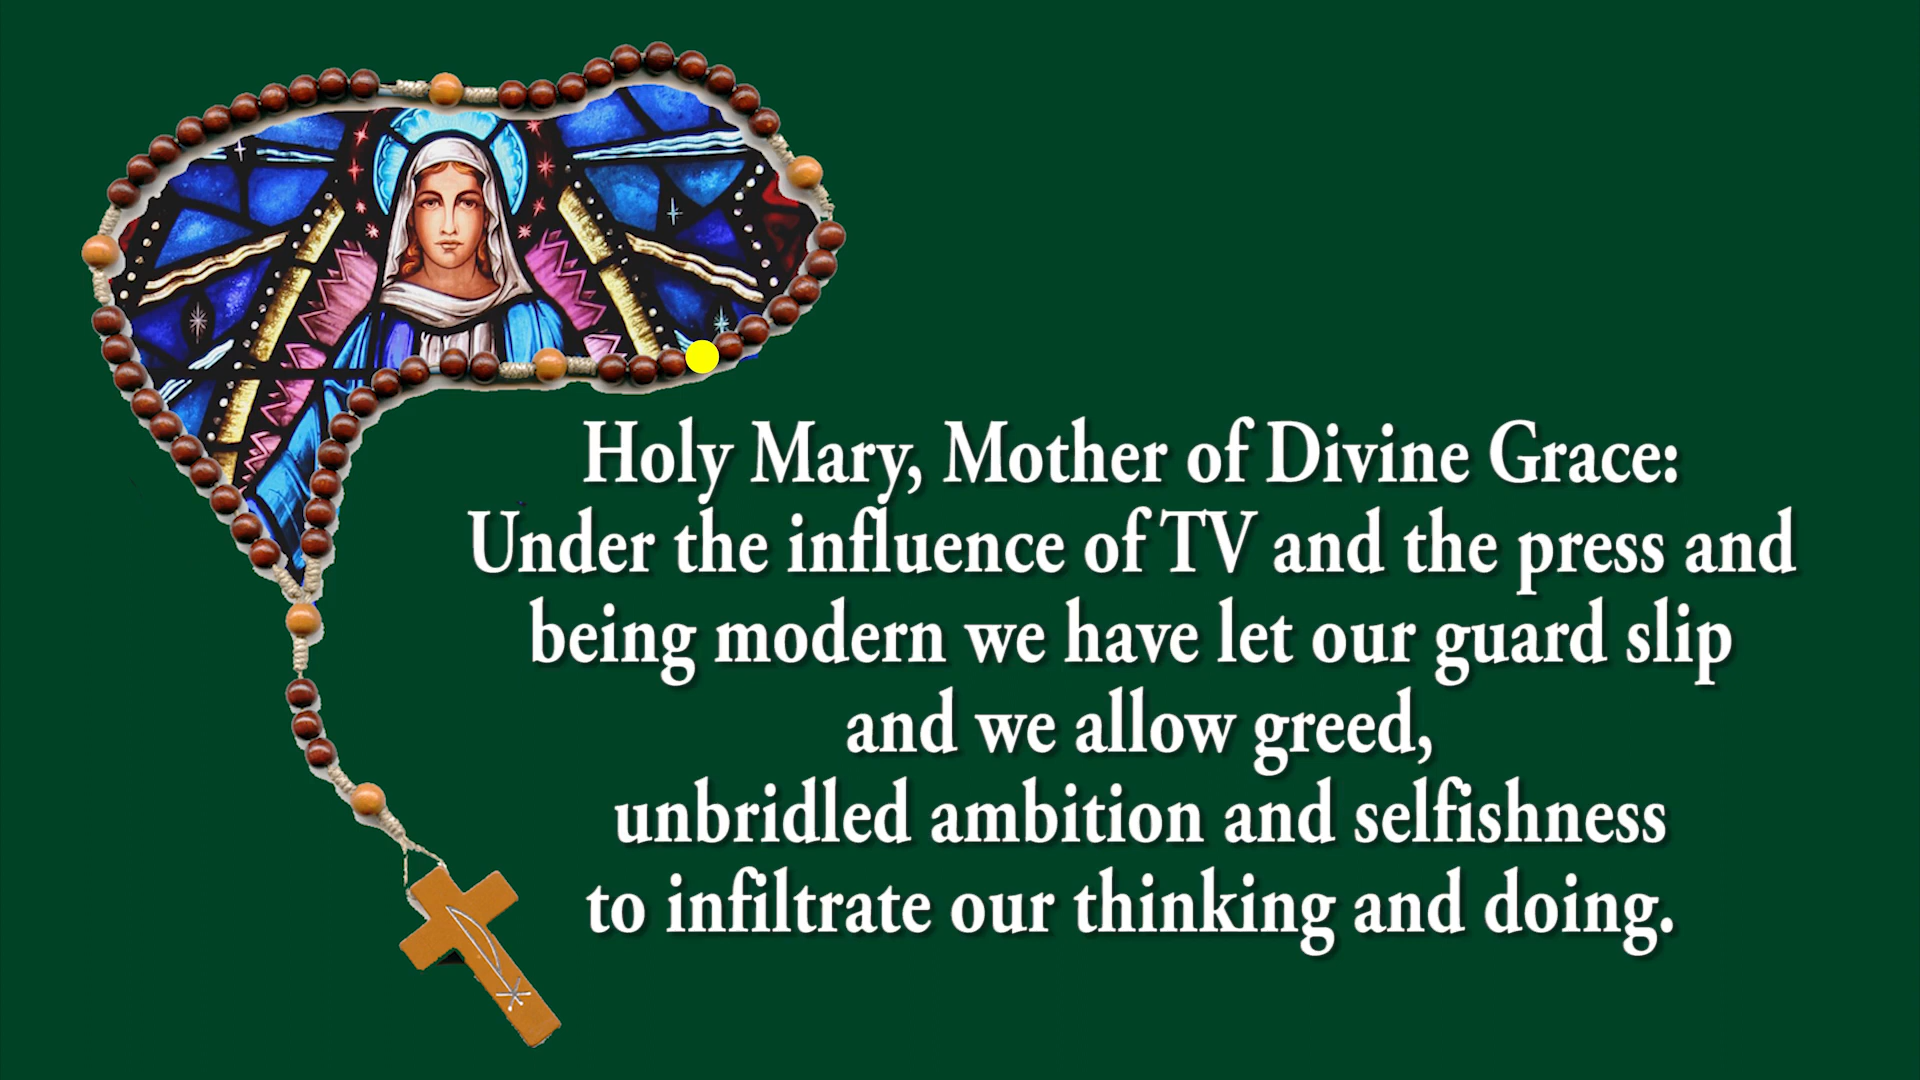 Holy Mary, Mother of Divine Grace:
Under the influence of TV and the press and
being modern we have let our guard slip
and we allow greed,
unbridled ambition and selfishness
to infiltrate our thinking and doing.